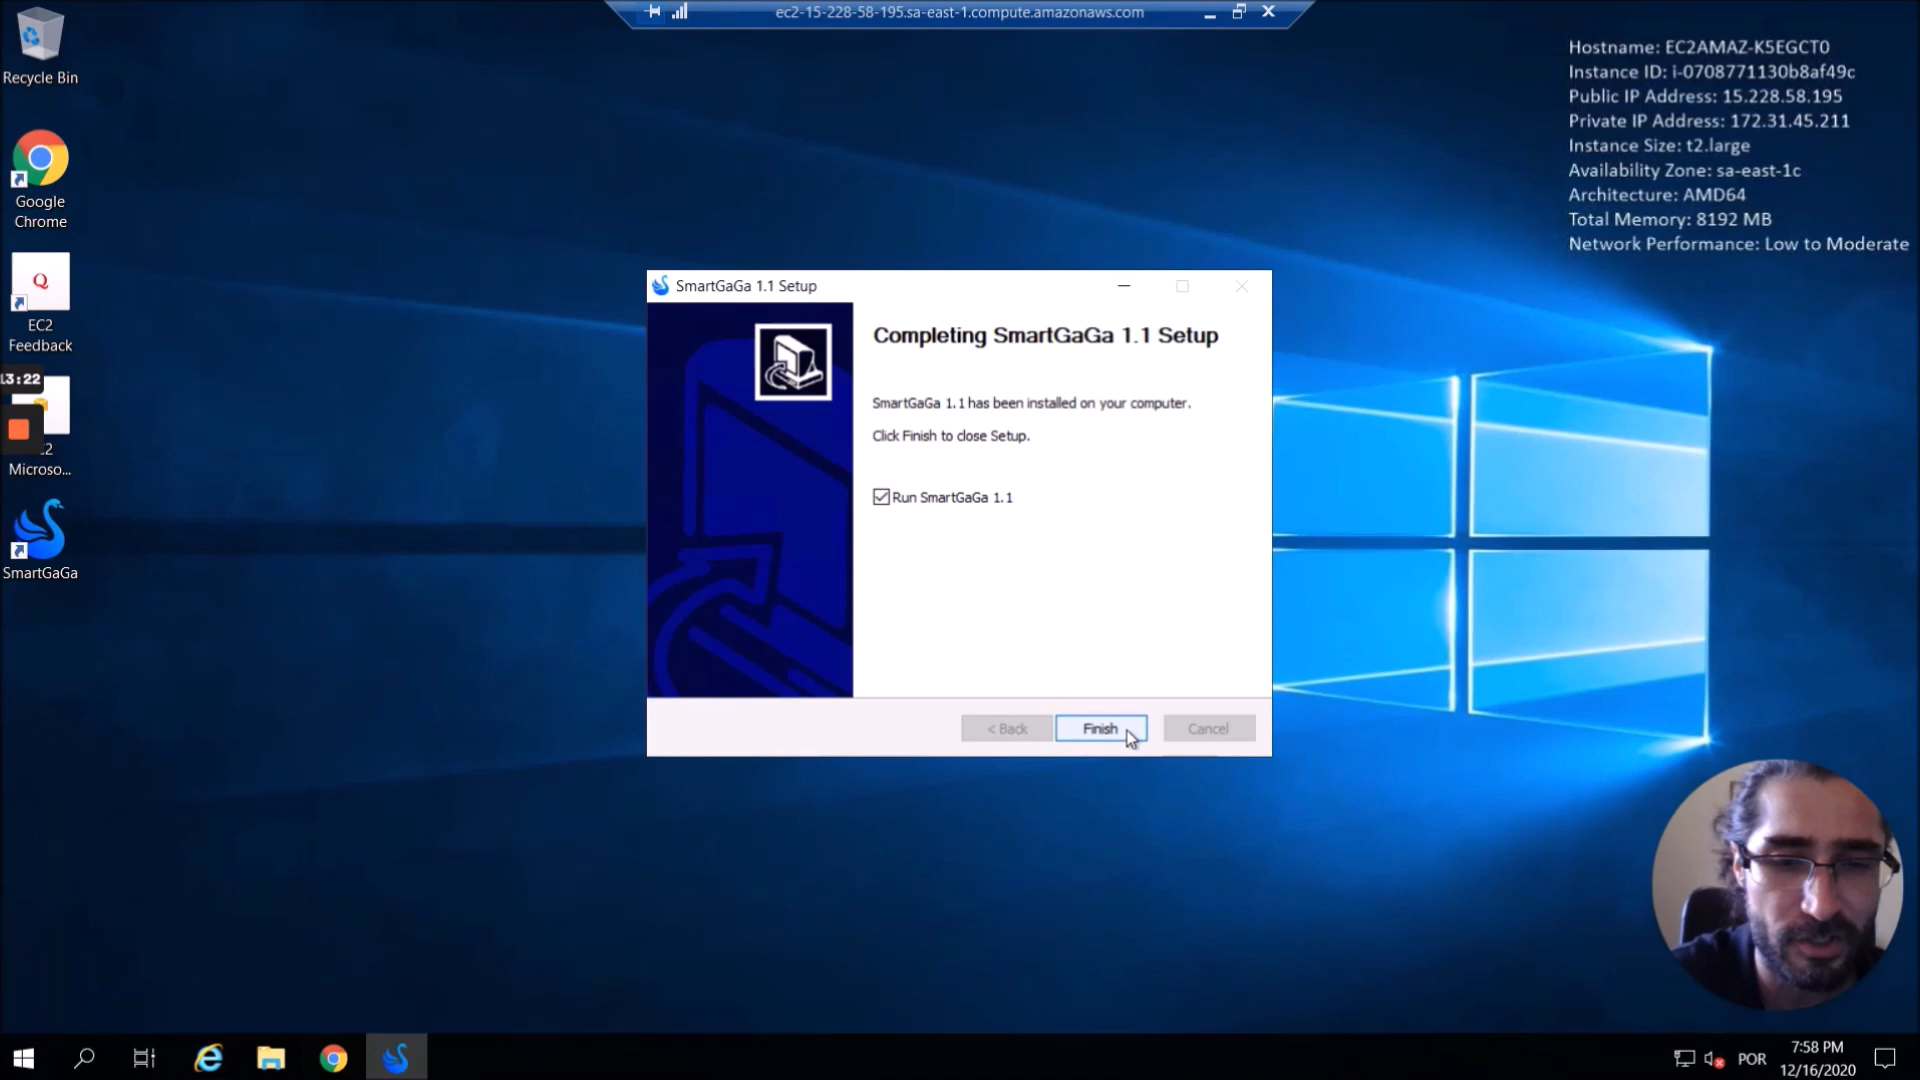 ec2-15-228-58-195.sa-east-1.compute.amazonaws.com
Hostname: EC2AMAZ-K5EGCT0
Instance ID: i-0708771130b8af49c
Public IP Address: 15.228.58.195
Private IP Address: 172.31.45.211
Instance Size: t2.large
Availability Zone: sa-east-1c
Architecture: AMD64
Total Memory: 8192 MB
Network Performance: Low to Moderate
Recycle Bin
Google
Chrome
Q
EC2
Feedback
13:22
Microso...
SmartGaGa
SmartGaGa 1.1 Setup
Completing SmartGaGa 1.1 Setup
SmartGaGa 1.1 has been installed on your computer.
Click Finish to close Setup.
Run SmartGaGa 1.1
< Back
Finish
Cancel
POR
7:58 PM
12/16/2020